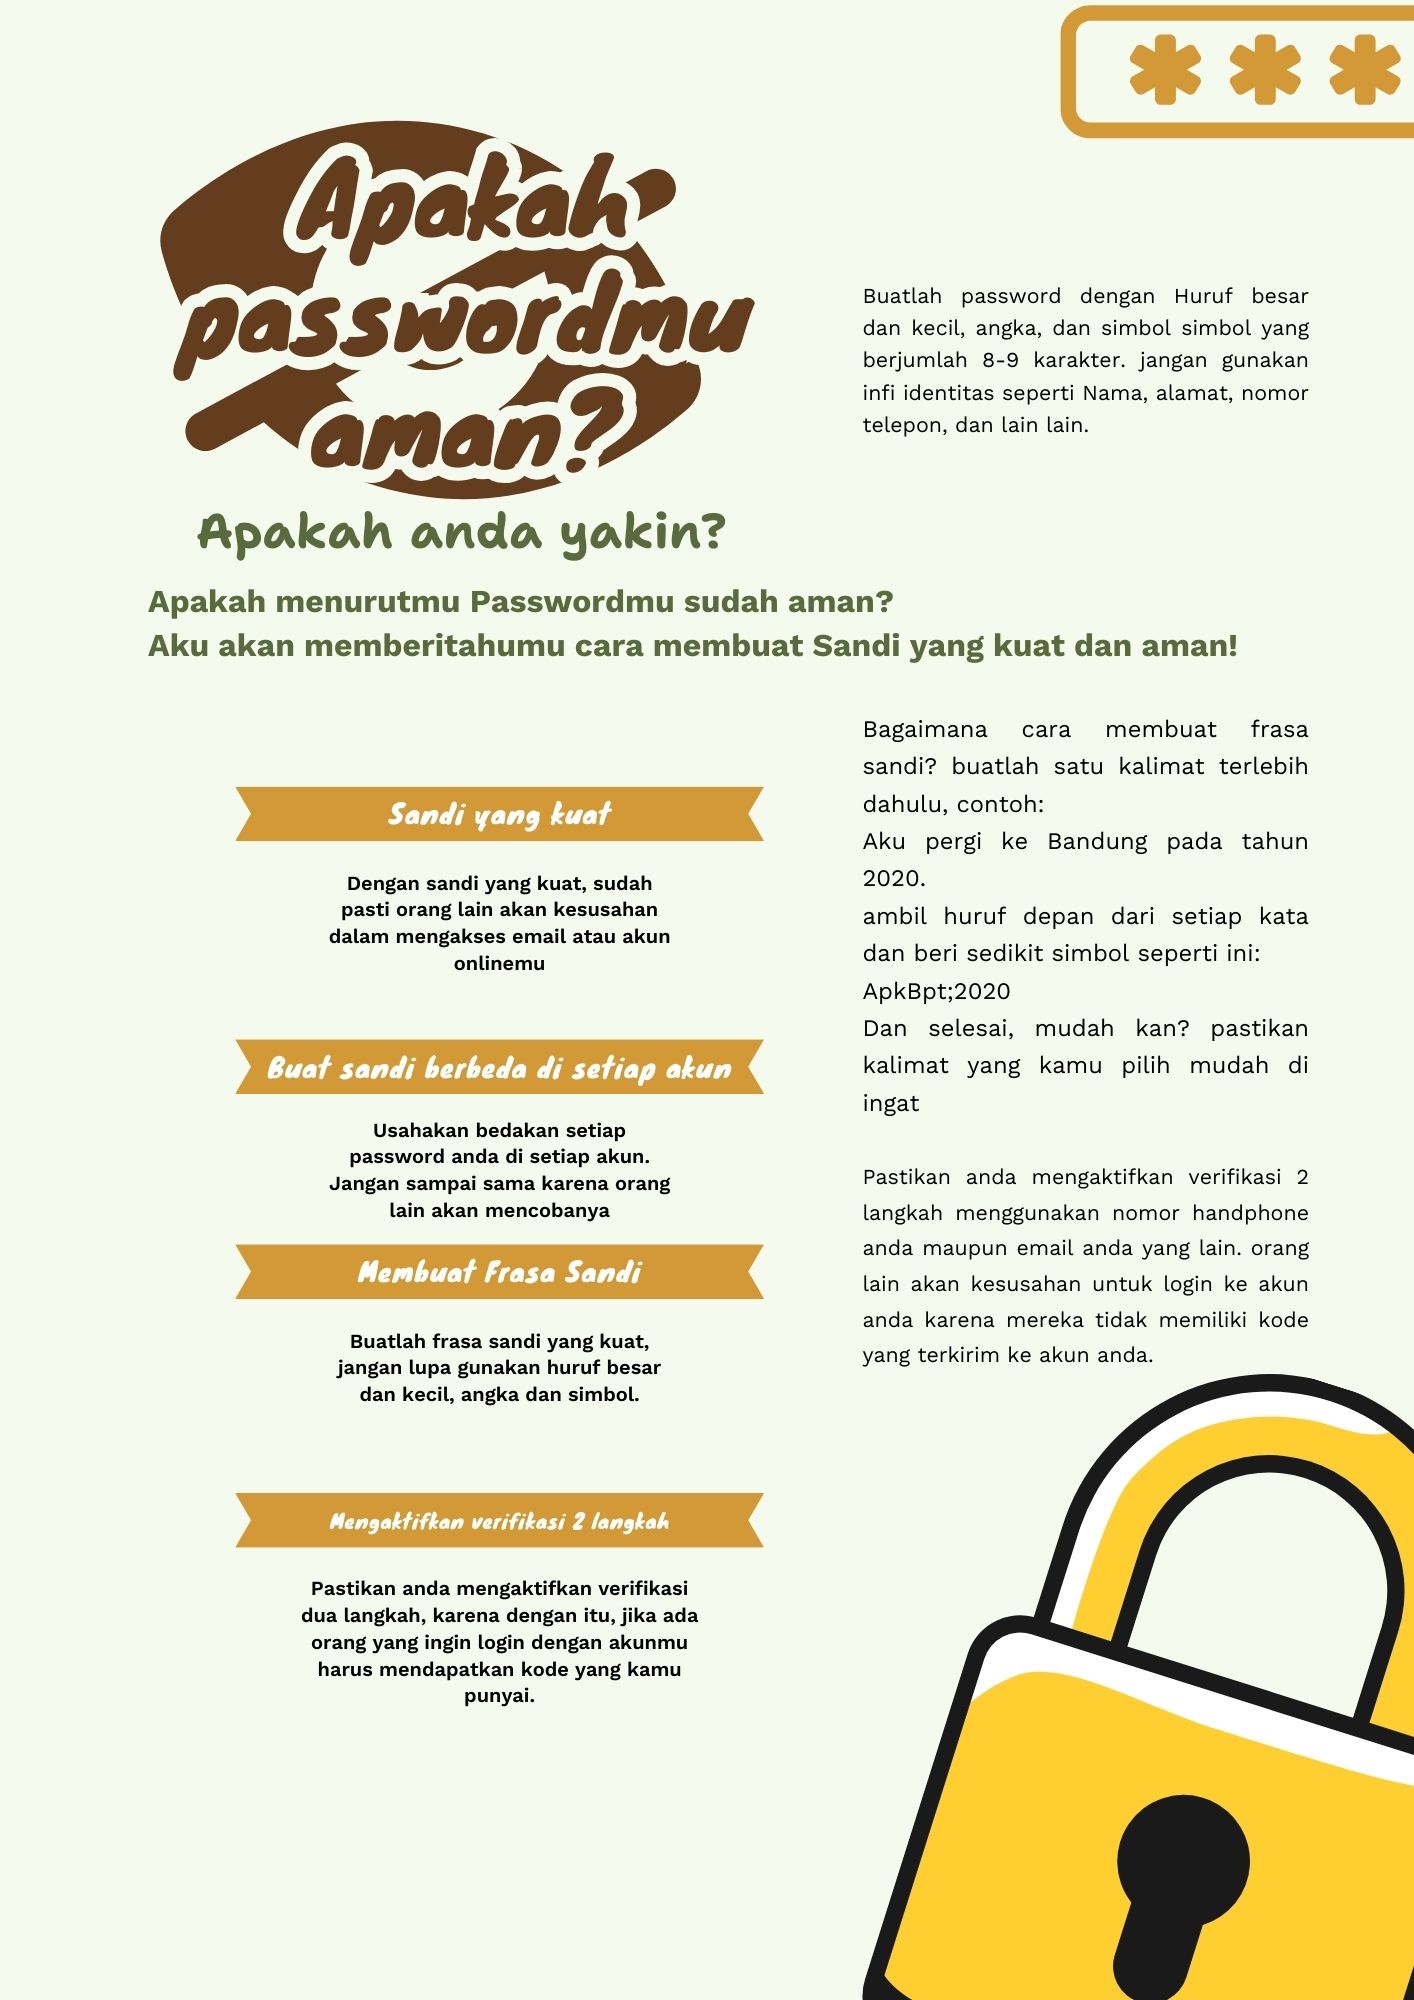 ***
Apakah
passwordmu
aman?
Apakah anda yakin?
Buatlah password dengan Huruf besar
dan kecil, angka, dan simbol simbol yang
berjumlah 8-9 karakter. jangan gunakan
infi identitas seperti Nama, alamat, nomor
telepon, dan lain lain.
Apakah menurutmu Passwordmu sudah aman?
Aku akan memberitahumu cara membuat Sandi yang kuat dan aman!
Sandi yang kuat
Dengan sandi yang kuat, sudah
pasti orang lain akan kesusahan
dalam mengakses email atau akun
onlinemu
Buat sandi berbeda di setiap akun
Usahakan bedakan setiap
password anda di setiap akun.
Jangan sampai sama karena orang
lain akan mencobanya
Membuat Frasa Sandi
Buatlah frasa sandi yang kuat,
jangan lupa gunakan huruf besar
dan kecil, angka dan simbol.
Mengaktifkan verifikasi 2 langkah
Pastikan anda mengaktifkan verifikasi
dua langkah, karena dengan itu, jika ada
orang yang ingin login dengan akunmu
harus mendapatkan kode yang kamu
punyai.
Bagaimana cara membuat frasa
sandi? buatlah satu kalimat terlebih
dahulu, contoh:
Aku pergi ke Bandung pada tahun
2020.
ambil huruf depan dari setiap kata
dan beri sedikit simbol seperti ini:
ApkBpt;2020
Dan selesai, mudah kan? pastikan
kalimat yang kamu pilih mudah di
ingat
Pastikan anda mengaktifkan verifikasi 2
langkah menggunakan nomor handphone
anda maupun email anda yang lain. orang
lain akan kesusahan untuk login ke akun
anda karena mereka tidak memiliki kode
yang terkirim ke akun anda.